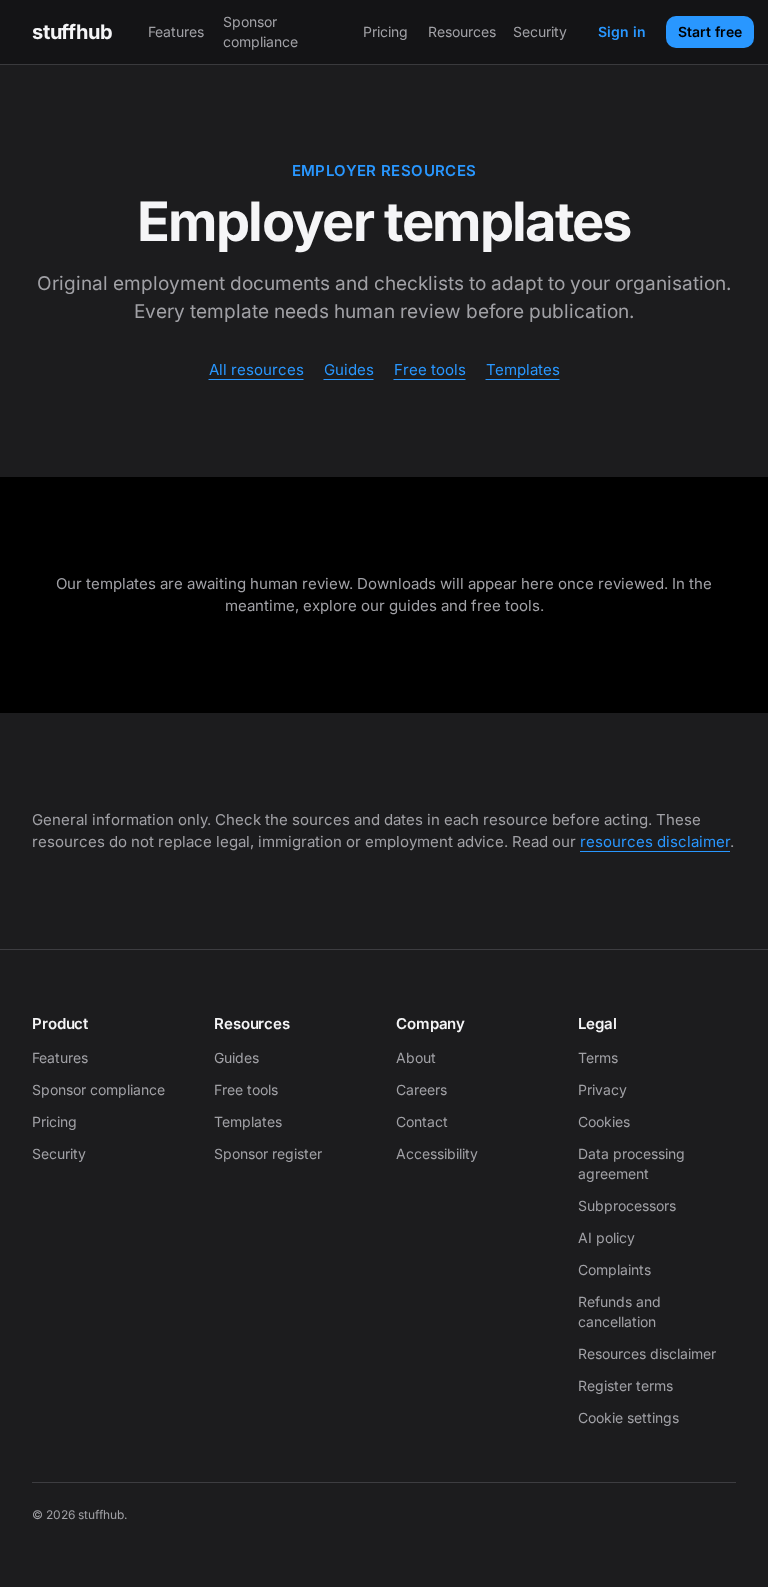 stuffhub
Features
Sponsor
compliance
Pricing
Resources
Security
Sign in
Start free
EMPLOYER RESOURCES
Employer templates
Original employment documents and checklists to adapt to your organisation.
Every template needs human review before publication.
All resources
Guides
Free tools
Templates
Our templates are awaiting human review. Downloads will appear here once reviewed. In the
meantime, explore our guides and free tools.
General information only. Check the sources and dates in each resource before acting. These
resources do not replace legal, immigration or employment advice. Read our resources disclaimer.
Product
Features
Sponsor compliance
Pricing
Security
Resources
Guides
Free tools
Templates
Sponsor register
Company
About
Careers
Contact
Accessibility
Legal
Terms
Privacy
Cookies
Data processing
agreement
Subprocessors
AI policy
Complaints
Refunds and
cancellation
Resources disclaimer
Register terms
Cookie settings
© 2026 stuffhub.